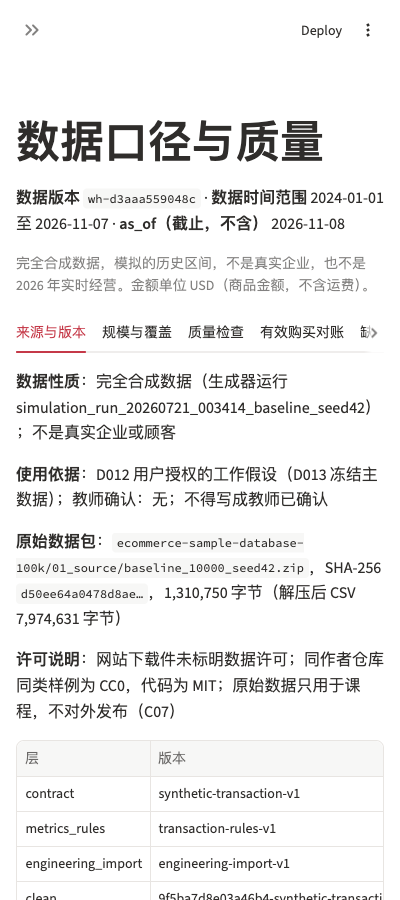 Deploy
数据口径与质量
数据版本 wh-d3aaa559048c · 数据时间范围 2024-01-01
至 2026-11-07 · as_of（截止，不含） 2026-11-08
完全合成数据，模拟的历史区间，不是真实企业，也不是
2026 年实时经营。金额单位 USD（商品金额，不含运费）。
来源与版本 规模与覆盖 质量检查 有效购买对账
数据性质：完全合成数据（生成器运行
simulation_run_20260721_003414_baseline_seed42）
；不是真实企业或顾客
使用依据：D012 用户授权的工作假设（D013 冻结主
数据）；教师确认：无；不得写成教师已确认
原始数据包： ecommerce-sample-database-
100k/01_source/baseline_10000_seed42.zip ，SHA-256
d50ee64a0478d8ae… ，1,310,750 字节（解压后 CSV
7,974,631 字节）
许可说明：网站下载件未标明数据许可；同作者仓库
同类样例为 CC0，代码为 MIT；原始数据只用于课
程，不对外发布（C07）
层 版本
contract synthetic-transaction-v1
metrics_rules transaction-rules-v1
engineering_import engineering-import-v1
clean 9f5ba7d8e03a46b4-synthetic-transacti